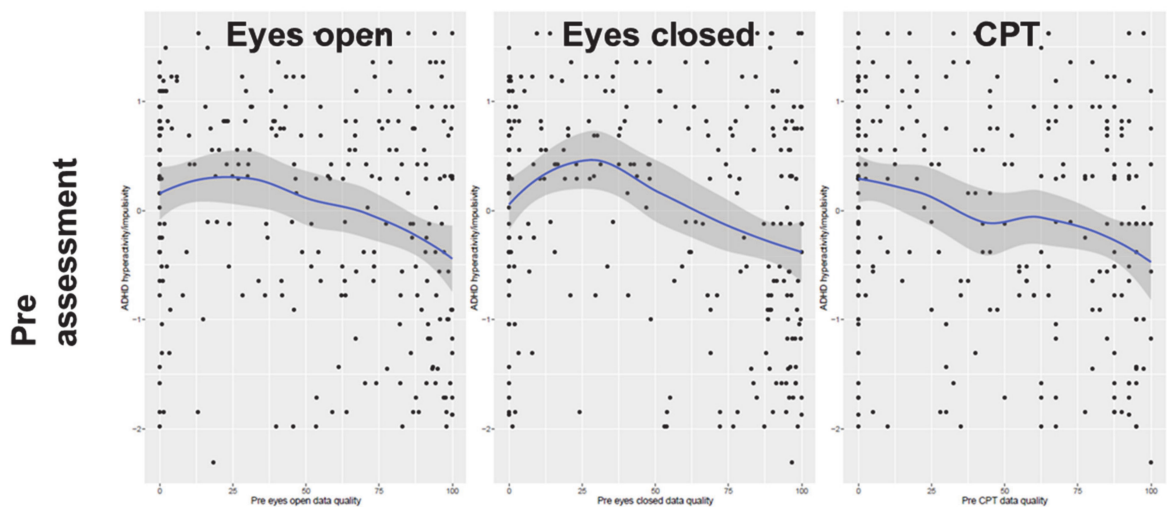 Eyes open
Eyes closed
CPT
Pre
assessment
ADHD hyperactivity/impulsivity
1
0
−1
−2
0
25
50
75
100
Pre eyes open data quality
ADHD hyperactivity/impulsivity
1
0
−1
−2
0
25
50
75
100
Pre eyes closed data quality
ADHD hyperactivity/impulsivity
1
0
−1
−2
0
25
50
75
100
Pre CPT data quality